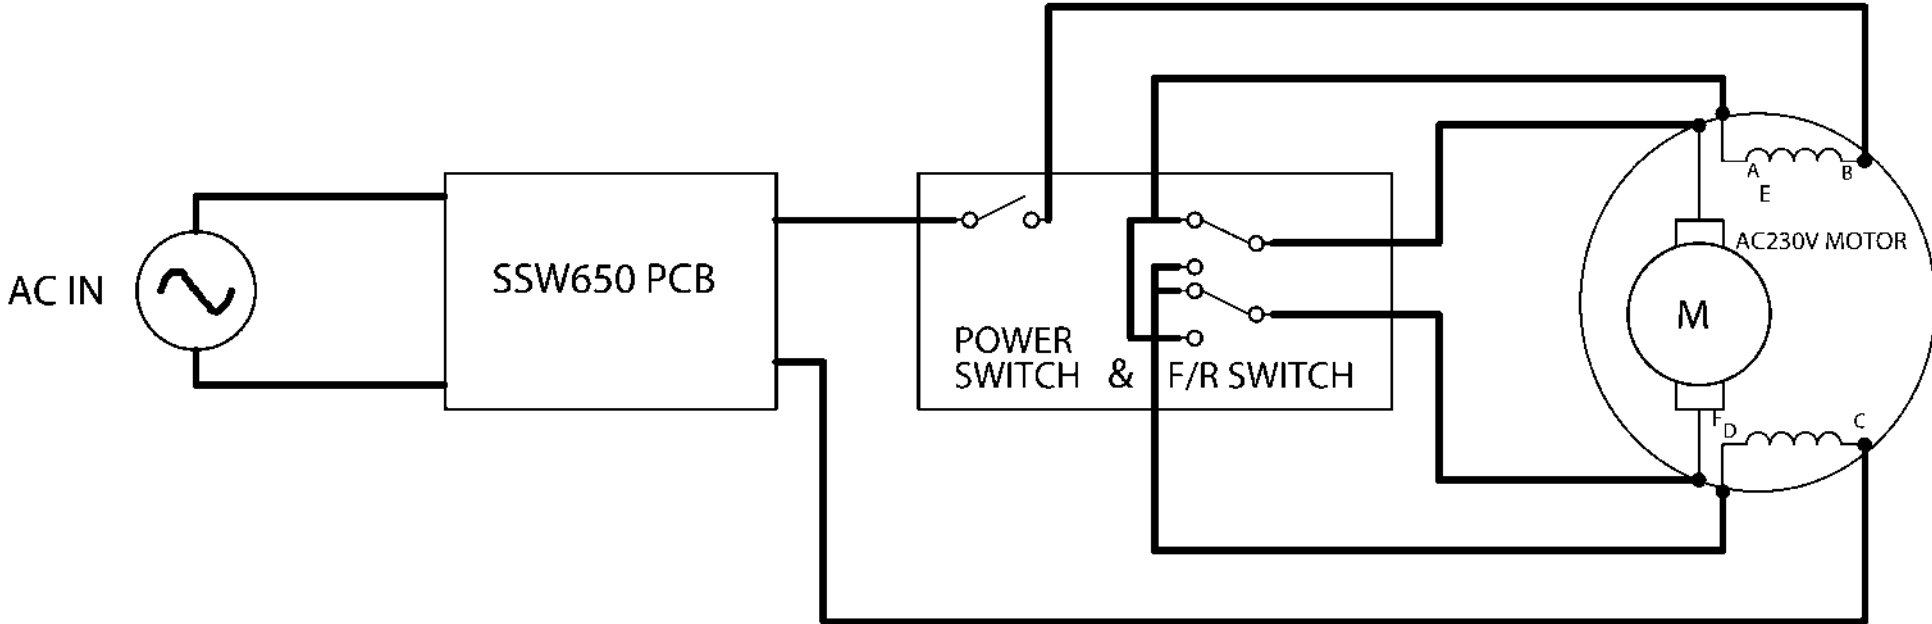 AC IN
SSW650 PCB
POWER
SWITCH & F/R SWITCH
A
B
E
AC230V MOTOR
M
F
D
C